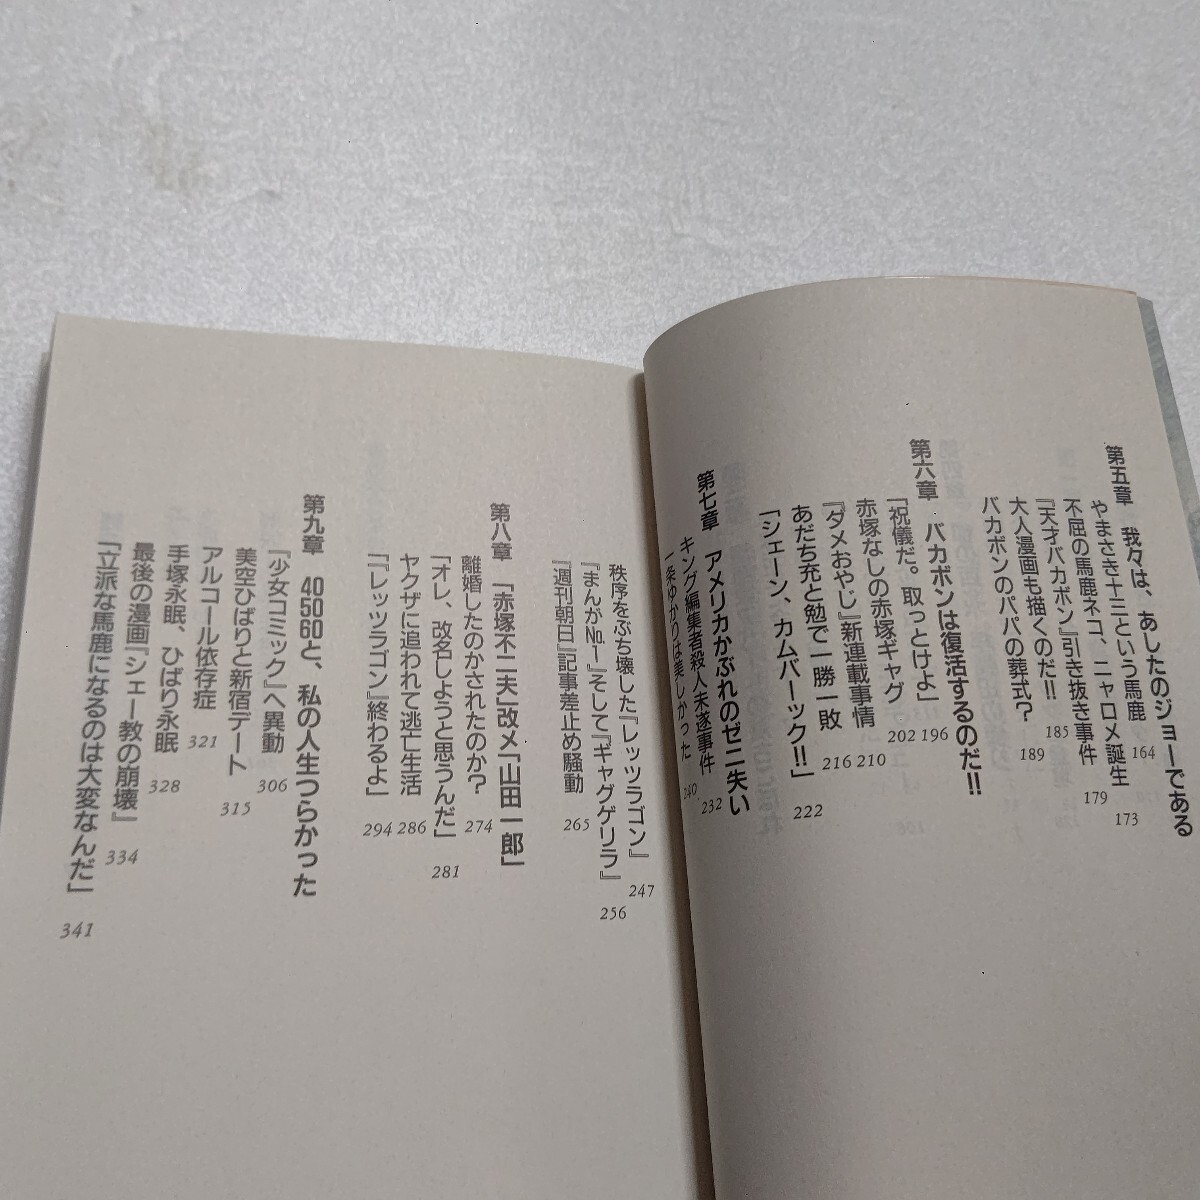 第五章　我々は、あしたのジョーである
やまさき十三という馬鹿 164
不屈の馬鹿ネコ、ニャロメ誕生 173
『天才バカボン』引き抜き事件 179
大人漫画も描くのだ!! 185
バカボンのパパの葬式? 189
第六章　バカボンは復活するのだ!!
「祝儀だ。取っとけよ」 196
赤塚なしの赤塚ギャグ 202
『ダメおやじ』新連載事情 210
あだち充と勉で一勝一敗 216
「シェーン、カムバーック!!」 222
第七章　アメリカかぶれのゼニ失い
キング編集者殺人未遂事件 232
一条ゆかりは美しかった 240
秩序をぶち壊した『レッツラゴン』 247
『まんがNo.1』そして『ギャグゲリラ』 256
『週刊朝日』記事差止め騒動 265
第八章　「赤塚不二夫」改メ「山田一郎」
離婚したのかされたのか? 274
「オレ、改名しようと思うんだ」 281
ヤクザに追われて逃亡生活 286
「『レッツラゴン』終わるよ」 294
第九章　40 50 60と、私の人生つらかった
『少女コミック』へ異動 306
美空ひばりと新宿デート 315
アルコール依存症 321
手塚永眠、ひばり永眠 328
最後の漫画『シェー教の崩壊』 334
「立派な馬鹿になるのは大変なんだ」 341